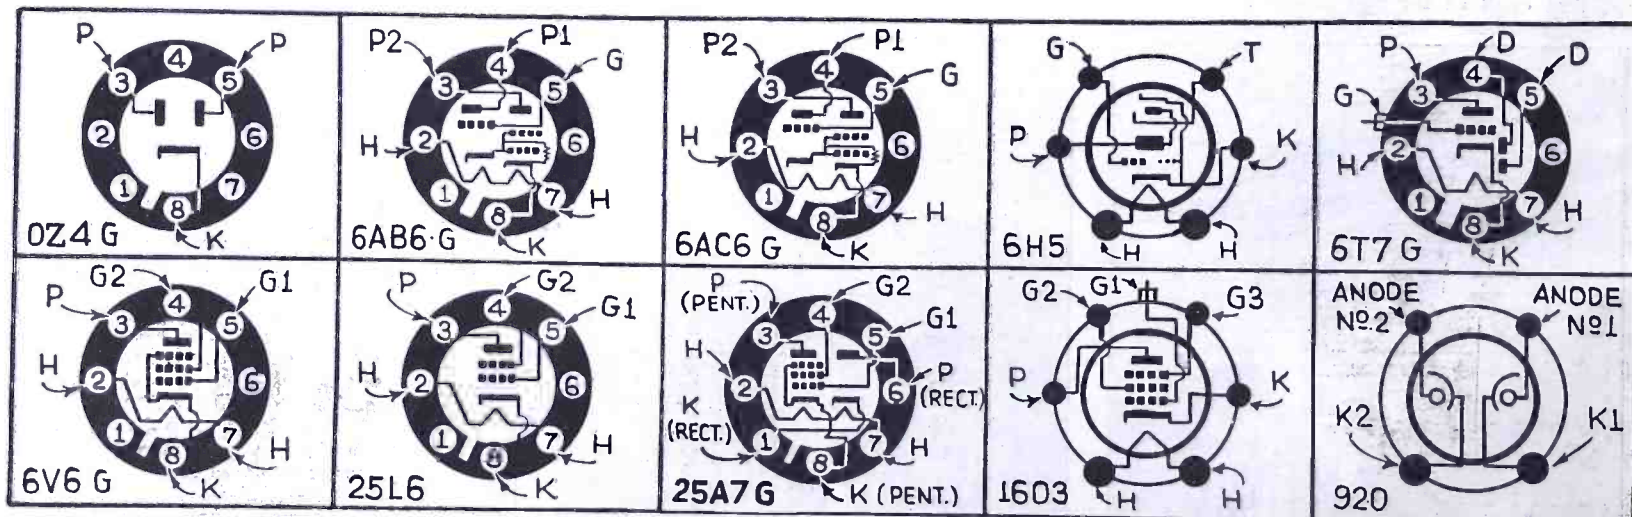 P P
3 4 5
2 6
1 8 7
K
0Z4 G
P2 P1 G
3 4 5
H 2 6
1 8 7 H
K
6AB6·G
P2 P1 G
3 4 5
H 2 6
1 8 7 H
K
6AC6 G
G T
P K
H H
6H5
P D D
3 4 5
G
H 2 6
1 8 7 H
K
6T7 G
P G2 G1
3 4 5
H 2 6
1 8 7 H
K
6V6 G
P G2 G1
3 4 5
H 2 6
1 8 7 H
K
25L6
P (PENT.) G2 G1
3 4 5
H 2 6 P (RECT.)
K (RECT.)
1 8 7 H
K (PENT.)
25A7 G
G2 G1 G3
P K
H H
1603
ANODE Nº.2
ANODE Nº1
K2 K1
920